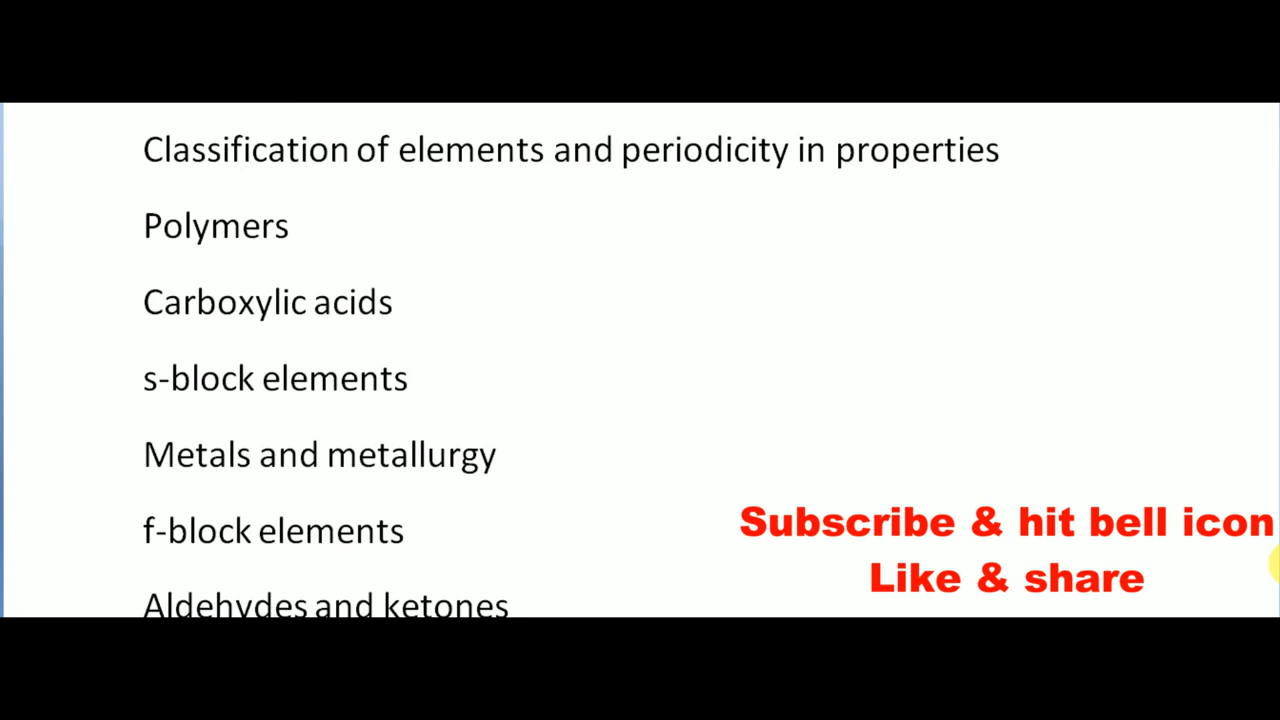 Classification of elements and periodicity in properties
Polymers
Carboxylic acids
s-block elements
Metals and metallurgy
f-block elements
Subscribe & hit bell icon
Like & share
Aldehydes and ketones